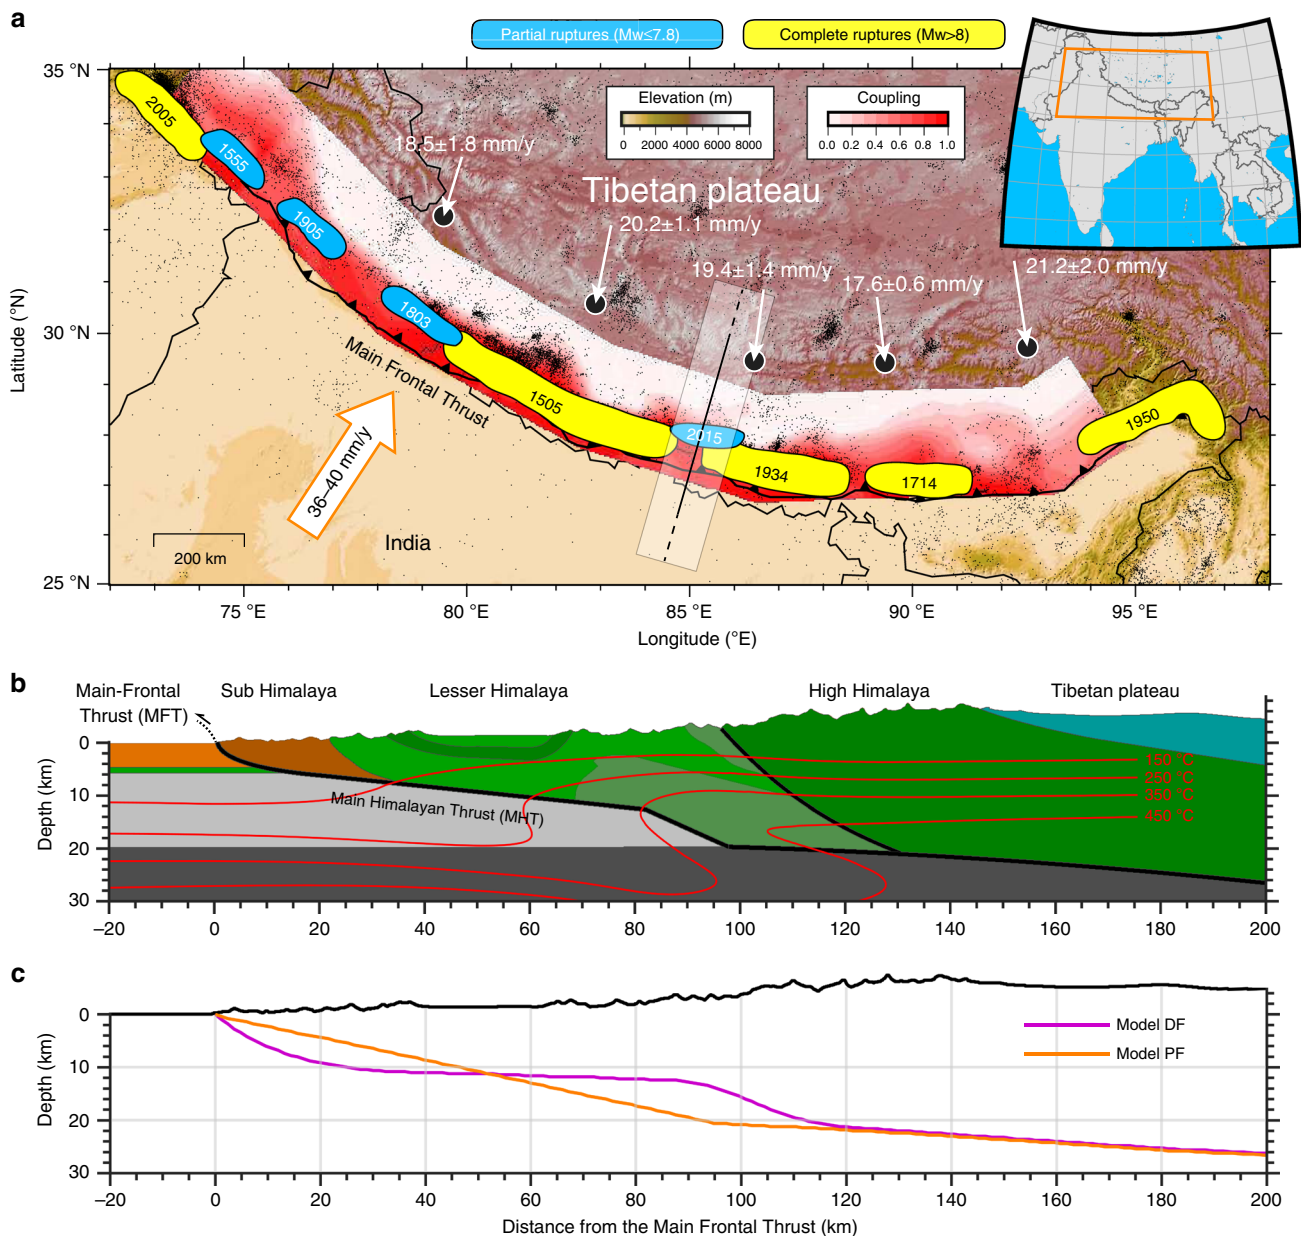 a
Partial ruptures (Mw≤7.8)
Complete ruptures (Mw>8)
35 °N
30 °N
25 °N
Latitude (°N)
Elevation (m)
0 2000 4000 6000 8000
Coupling
0.0 0.2 0.4 0.6 0.8 1.0
2005
1555
1905
1803
1505
2015
1934
1714
1950
18.5±1.8 mm/y
Tibetan plateau
20.2±1.1 mm/y
19.4±1.4 mm/y
17.6±0.6 mm/y
21.2±2.0 mm/y
Main Frontal Thrust
36–40 mm/y
India
200 km
75 °E 80 °E 85 °E 90 °E 95 °E
Longitude (°E)
b
Main-Frontal
Thrust (MFT)
Sub Himalaya
Lesser Himalaya
High Himalaya
Tibetan plateau
0
10
20
30
Depth (km)
Main Himalayan Thrust (MHT)
150 °C
250 °C
350 °C
450 °C
–20 0 20 40 60 80 100 120 140 160 180 200
c
0
10
20
30
Depth (km)
Model DF
Model PF
–20 0 20 40 60 80 100 120 140 160 180 200
Distance from the Main Frontal Thrust (km)